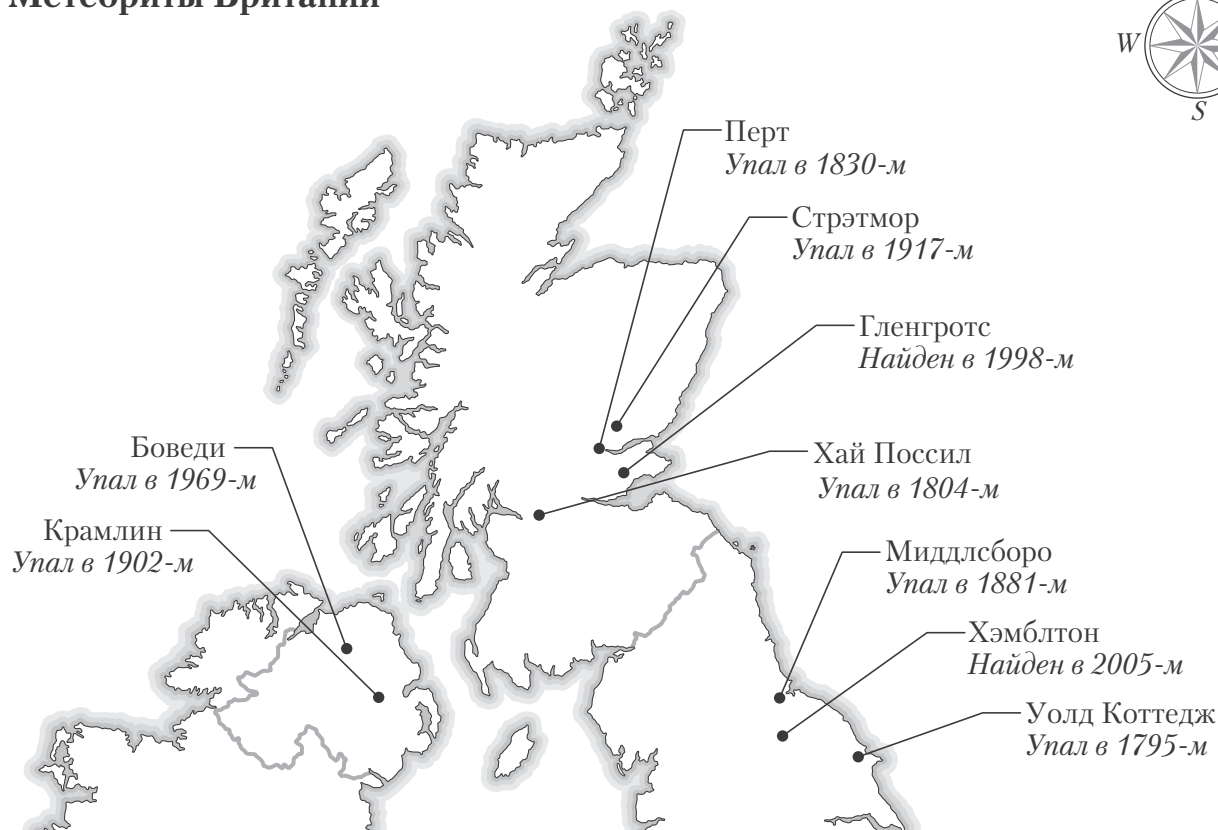 Метеориты Британии
W
S
Перт
Упал в 1830-м
Стрэтмор
Упал в 1917-м
Гленгротс
Найден в 1998-м
Боведи
Упал в 1969-м
Хай Поссил
Упал в 1804-м
Крамлин
Упал в 1902-м
Миддлсборо
Упал в 1881-м
Хэмблтон
Найден в 2005-м
Уолд Коттедж
Упал в 1795-м